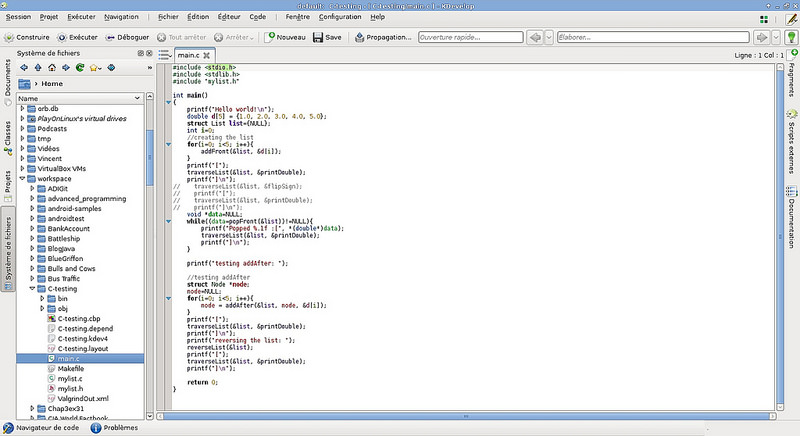 default: C-testing : [ C-testing/main.c ] - KDevelop
Session Projet Exécuter Navigation Fichier Édition Éditeur Code Fenêtre Configuration Help
Construire Exécuter Déboguer Tout arrêter Arrêter... Nouveau Save Propagation... Ouverture rapide... Elaborer...
Système de fichiers
main.c
Ligne : 1 Col : 1
Home
Name
orb.db
PlayOnLinux's virtual drives
Podcasts
tmp
Vidéos
Vincent
VirtualBox VMs
workspace
ADIGit
advanced_programming
android-samples
androidtest
BankAccount
Battleship
BlogJava
BlueGriffon
Bulls and Cows
Bus Traffic
C-testing
bin
obj
C-testing.cbp
C-testing.depend
C-testing.kdev4
C-testing.layout
main.c
Makefile
mylist.c
mylist.h
ValgrindOut.xml
Chap3ex31
CIA World Factbook
Documents
Classes
Projets
Système de fichiers
#include <stdio.h>
#include <stdlib.h>
#include "mylist.h"
int main()
{
printf("Hello world!\n");
double d[5] = {1.0, 2.0, 3.0, 4.0, 5.0};
struct List list={NULL};
int i=0;
//creating the list
for(i=0; i<5; i++){
addFront(&list, &d[i]);
}
printf("[");
traverseList(&list, &printDouble);
printf("]\n");
// traverseList(&list, &flipSign);
// printf("[");
// traverseList(&list, &printDouble);
// printf("]\n");
void *data=NULL;
while((data=popFront(&list))!=NULL){
printf("Popped %.1f :[", *(double*)data);
traverseList(&list, &printDouble);
printf("]\n");
}
printf("testing addAfter: ");
//testing addAfter
struct Node *node;
node=NULL;
for(i=0; i<5; i++){
node = addAfter(&list, node, &d[i]);
}
printf("[");
traverseList(&list, &printDouble);
printf("]\n");
printf("reversing the list: ");
reverseList(&list);
printf("[");
traverseList(&list, &printDouble);
printf("]\n");
return 0;
}
Fragments
Scripts externes
Documentation
Navigateur de code Problèmes